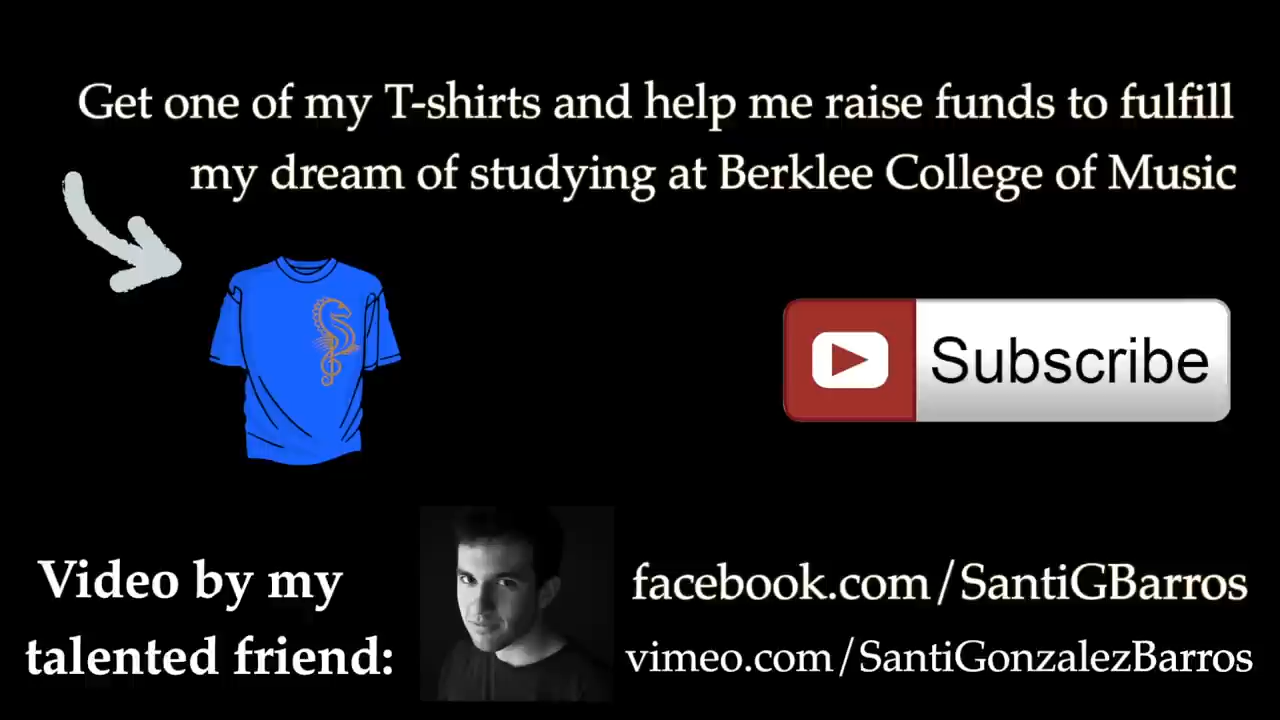 Get one of my T-shirts and help me raise funds to fulfill
my dream of studying at Berklee College of Music
Subscribe
Video by my
talented friend:
facebook.com/SantiGBarros
vimeo.com/SantiGonzalezBarros